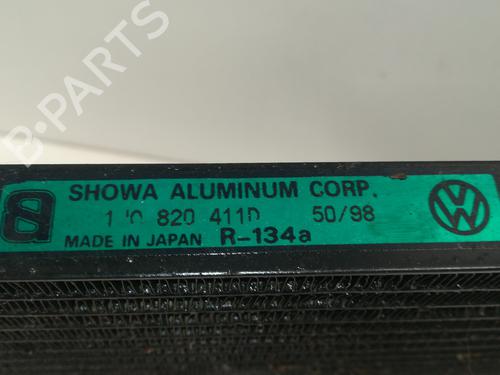 B-PARTS
SHOWA ALUMINUM CORP.
1J0 820 411D 50/98
MADE IN JAPAN R-134a